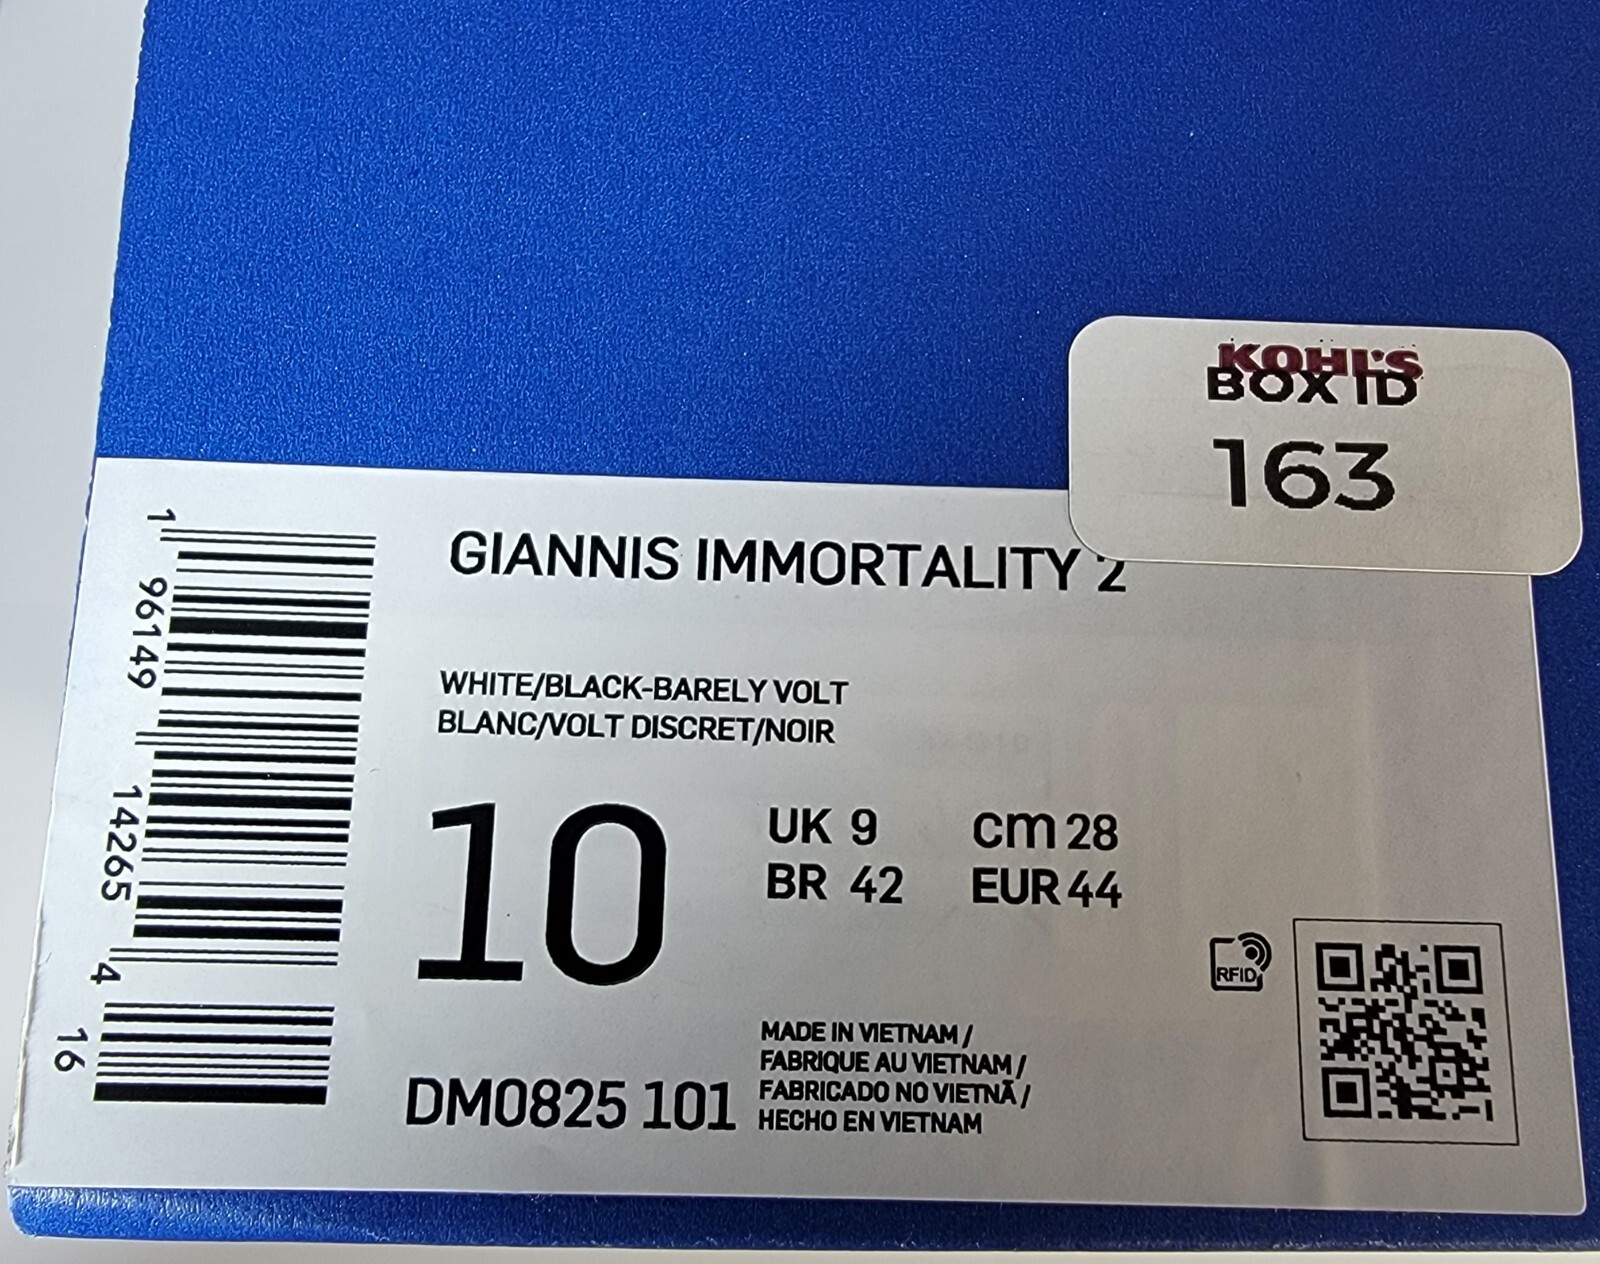 KOHL'S
BOX ID
163
GIANNIS IMMORTALITY 2
WHITE/BLACK-BARELY VOLT
BLANC/VOLT DISCRET/NOIR
10
UK 9 cm 28
BR 42 EUR 44
RFID
MADE IN VIETNAM /
FABRIQUE AU VIETNAM /
FABRICADO NO VIETNÃ /
HECHO EN VIETNAM
DM0825 101
1 96149 14265 4 16